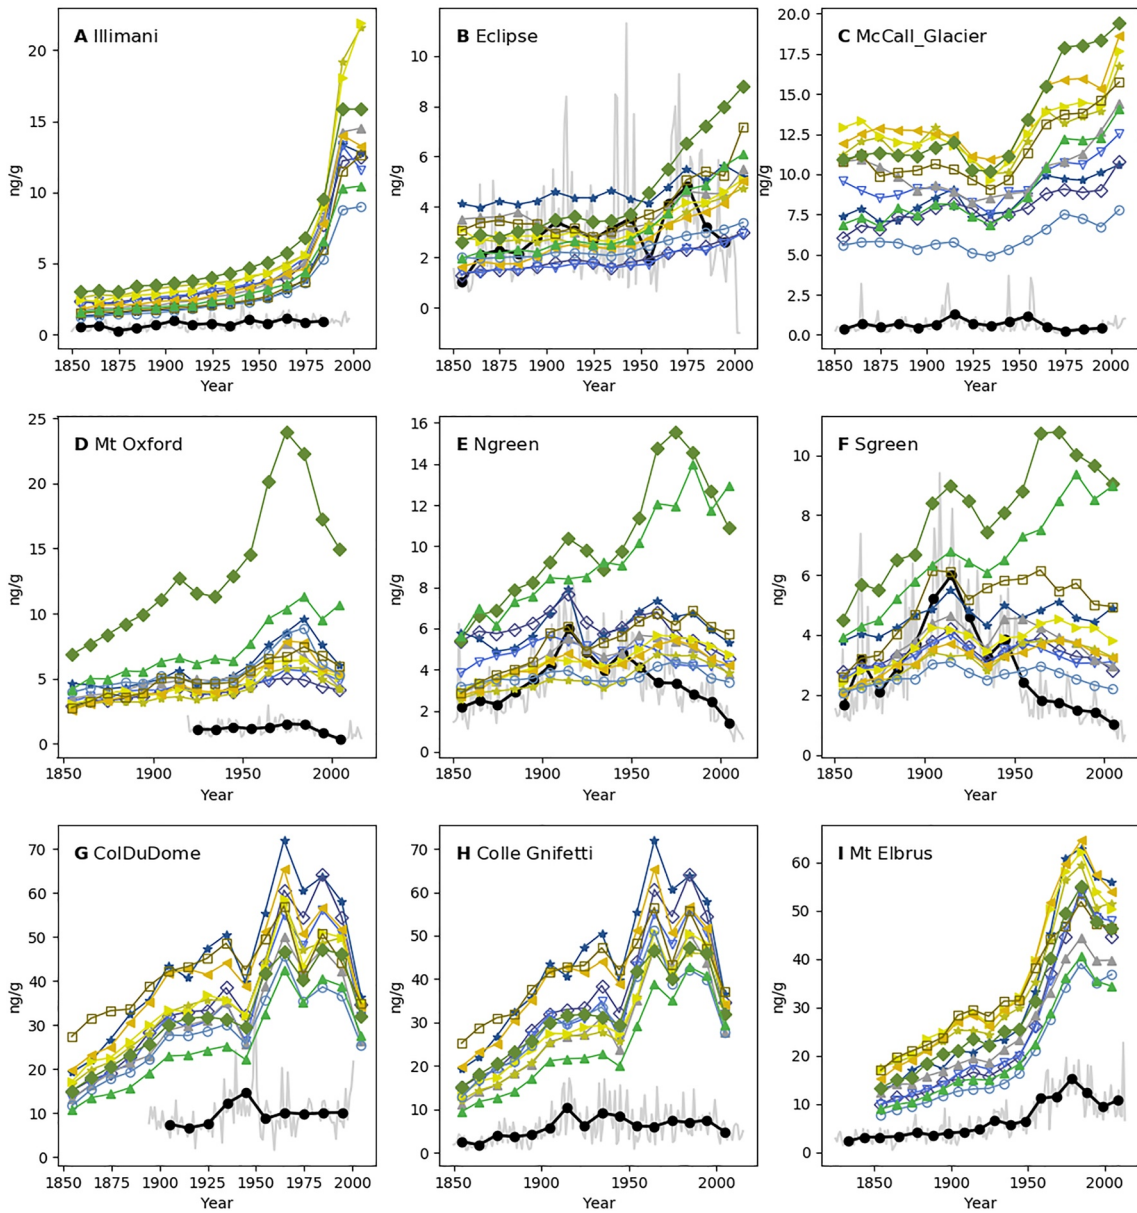 A Illimani
ng/g
20
15
10
5
0
1850 1875 1900 1925 1950 1975 2000
Year
B Eclipse
ng/g
10
8
6
4
2
0
1850 1875 1900 1925 1950 1975 2000
Year
C McCall_Glacier
ng/g
20.0
17.5
15.0
12.5
10.0
7.5
5.0
2.5
0.0
1850 1875 1900 1925 1950 1975 2000
Year
D Mt Oxford
ng/g
25
20
15
10
5
0
1850 1900 1950 2000
Year
E Ngreen
ng/g
16
14
12
10
8
6
4
2
0
1850 1900 1950 2000
Year
F Sgreen
ng/g
10
8
6
4
2
0
1850 1900 1950 2000
Year
G ColDuDome
ng/g
70
60
50
40
30
20
10
0
1850 1875 1900 1925 1950 1975 2000
Year
H Colle Gnifetti
ng/g
70
60
50
40
30
20
10
0
1850 1900 1950 2000
Year
I Mt Elbrus
ng/g
60
50
40
30
20
10
0
1850 1900 1950 2000
Year